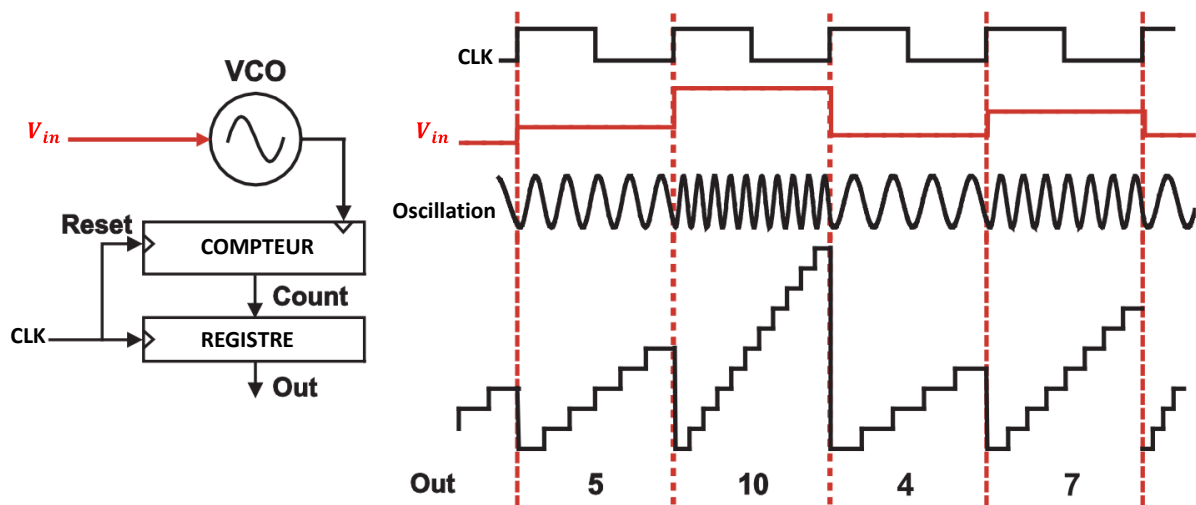 VCO
V_in
Reset
COMPTEUR
Count
CLK
REGISTRE
Out
CLK
V_in
Oscillation
Out 5 10 4 7